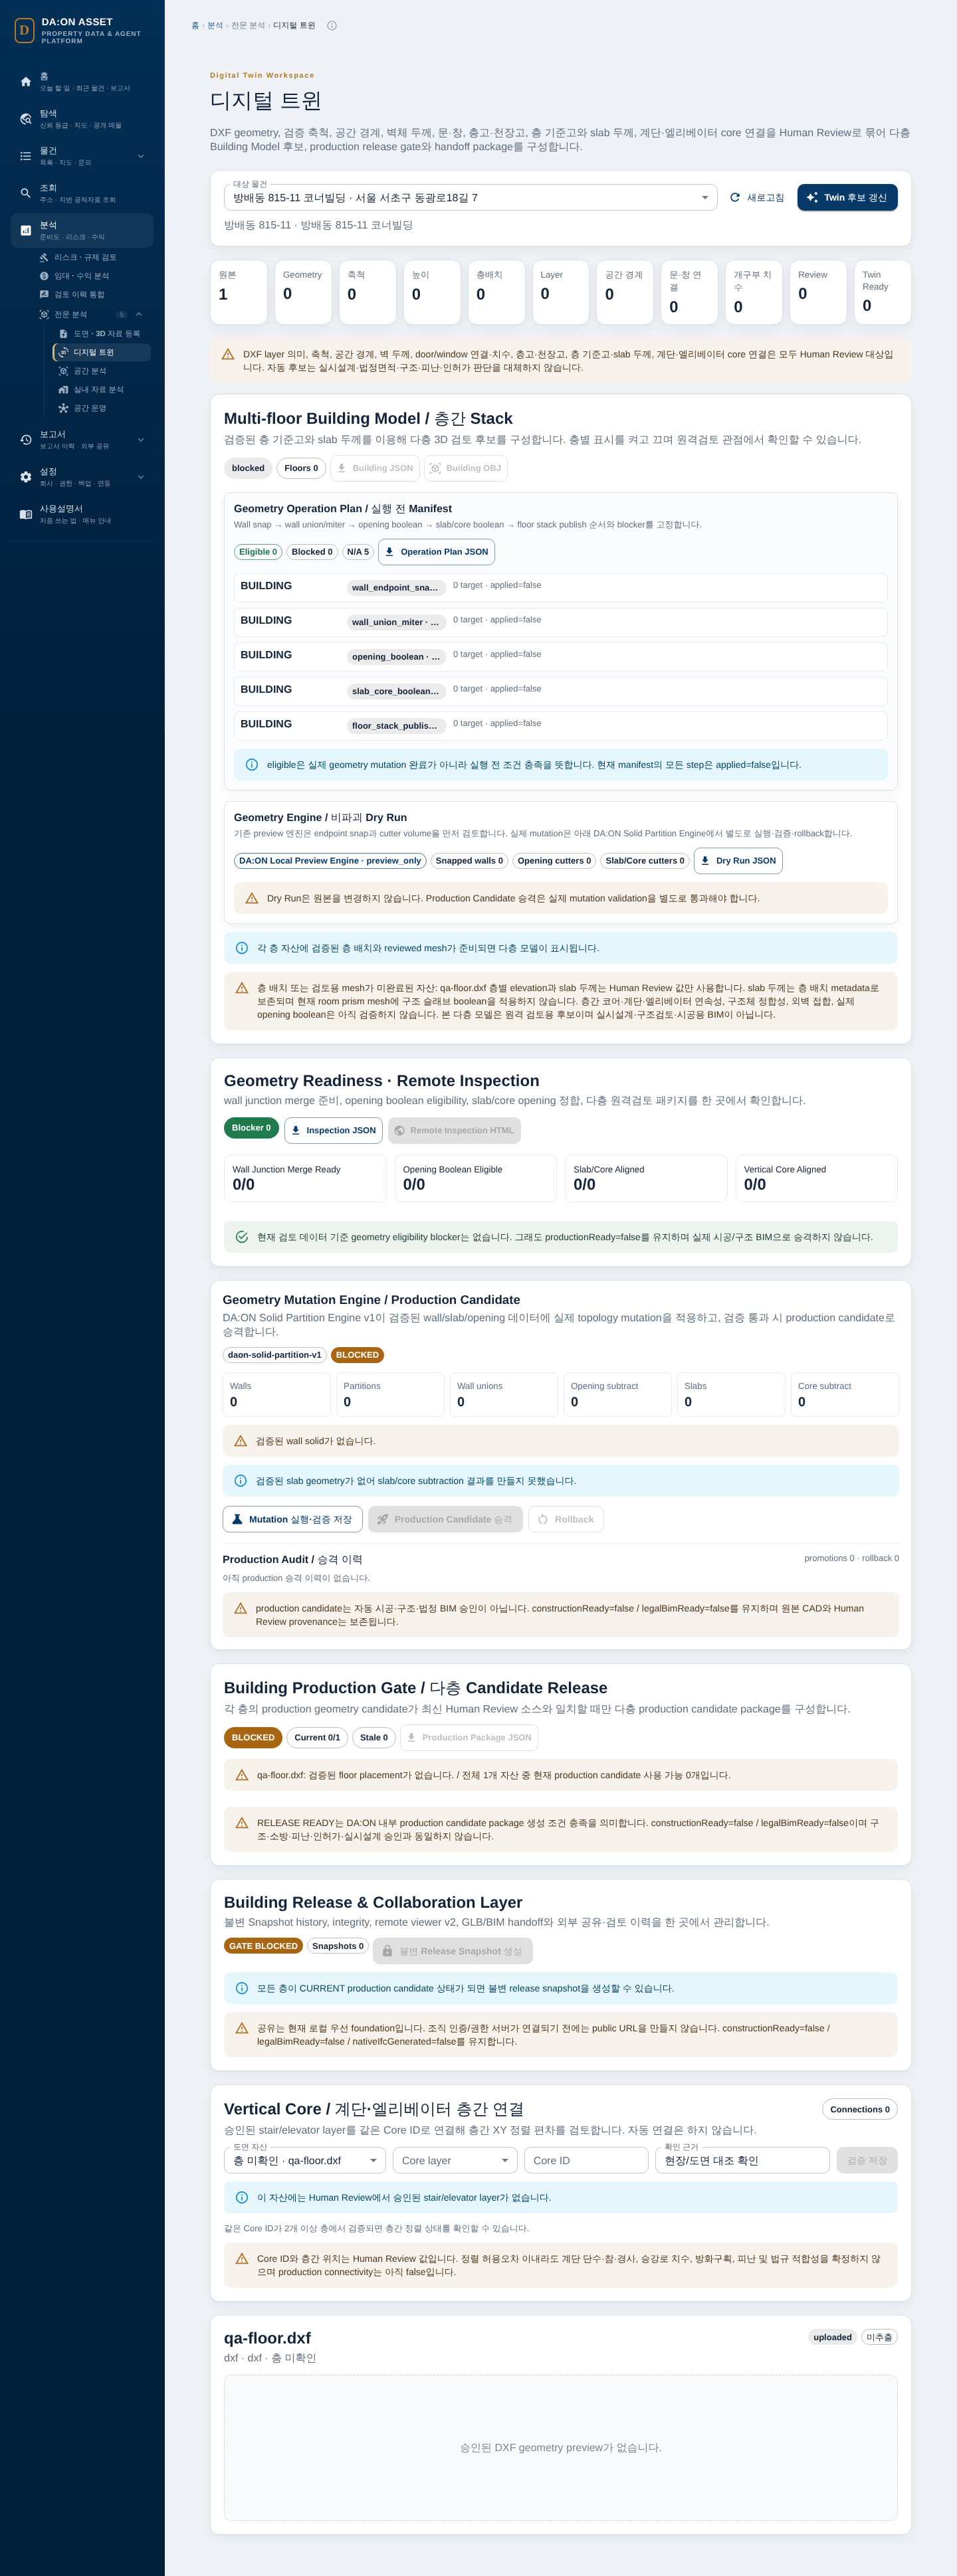 D
DA:ON ASSET
PROPERTY DATA & AGENT
PLATFORM
홈
오늘 할 일 · 최근 물건 · 보고서
탐색
신뢰 등급 · 지도 · 공개 매물
물건
목록 · 지도 · 문의
조회
주소 · 지번 공적자료 조회
분석
준비도 · 리스크 · 수익
리스크 · 규제 검토
임대 · 수익 분석
검토 이력 통합
전문 분석 5
도면 · 3D 자료 등록
디지털 트윈
공간 분석
실내 자료 분석
공간 운영
보고서
보고서 이력 · 외부 공유
설정
회사 · 권한 · 백업 · 연동
사용설명서
처음 쓰는 법 · 메뉴 안내
홈 › 분석 › 전문 분석 › 디지털 트윈
Digital Twin Workspace
디지털 트윈
DXF geometry, 검증 축척, 공간 경계, 벽체 두께, 문·창, 층고·천장고, 층 기준고와 slab 두께, 계단·엘리베이터 core 연결을 Human Review로 묶어 다층
Building Model 후보, production release gate와 handoff package를 구성합니다.
대상 물건
방배동 815-11 코너빌딩 · 서울 서초구 동광로18길 7
새로고침
Twin 후보 갱신
방배동 815-11 · 방배동 815-11 코너빌딩
원본
1
Geometry
0
축척
0
높이
0
층배치
0
Layer
0
공간 경계
0
문·창 연
결
0
개구부 치
수
0
Review
0
Twin
Ready
0
DXF layer 의미, 축척, 공간 경계, 벽 두께, door/window 연결·치수, 층고·천장고, 층 기준고·slab 두께, 계단·엘리베이터 core 연결은 모두 Human Review 대상입
니다. 자동 후보는 실시설계·법정면적·구조·피난·인허가 판단을 대체하지 않습니다.
Multi-floor Building Model / 층간 Stack
검증된 층 기준고와 slab 두께를 이용해 다층 3D 검토 후보를 구성합니다. 층별 표시를 켜고 끄며 원격검토 관점에서 확인할 수 있습니다.
blocked
Floors 0
Building JSON
Building OBJ
Geometry Operation Plan / 실행 전 Manifest
Wall snap → wall union/miter → opening boolean → slab/core boolean → floor stack publish 순서와 blocker를 고정합니다.
Eligible 0
Blocked 0
N/A 5
Operation Plan JSON
BUILDING wall_endpoint_sna… 0 target · applied=false
BUILDING wall_union_miter · … 0 target · applied=false
BUILDING opening_boolean · … 0 target · applied=false
BUILDING slab_core_boolean… 0 target · applied=false
BUILDING floor_stack_publis… 0 target · applied=false
eligible은 실제 geometry mutation 완료가 아니라 실행 전 조건 충족을 뜻합니다. 현재 manifest의 모든 step은 applied=false입니다.
Geometry Engine / 비파괴 Dry Run
기존 preview 엔진은 endpoint snap과 cutter volume을 먼저 검토합니다. 실제 mutation은 아래 DA:ON Solid Partition Engine에서 별도로 실행·검증·rollback합니다.
DA:ON Local Preview Engine · preview_only
Snapped walls 0
Opening cutters 0
Slab/Core cutters 0
Dry Run JSON
Dry Run은 원본을 변경하지 않습니다. Production Candidate 승격은 실제 mutation validation을 별도로 통과해야 합니다.
각 층 자산에 검증된 층 배치와 reviewed mesh가 준비되면 다층 모델이 표시됩니다.
층 배치 또는 검토용 mesh가 미완료된 자산: qa-floor.dxf 층별 elevation과 slab 두께는 Human Review 값만 사용합니다. slab 두께는 층 배치 metadata로
보존되며 현재 room prism mesh에 구조 슬래브 boolean을 적용하지 않습니다. 층간 코어·계단·엘리베이터 연속성, 구조체 정합성, 외벽 접합, 실제
opening boolean은 아직 검증하지 않습니다. 본 다층 모델은 원격 검토용 후보이며 실시설계·구조검토·시공용 BIM이 아닙니다.
Geometry Readiness · Remote Inspection
wall junction merge 준비, opening boolean eligibility, slab/core opening 정합, 다층 원격검토 패키지를 한 곳에서 확인합니다.
Blocker 0
Inspection JSON
Remote Inspection HTML
Wall Junction Merge Ready
0/0
Opening Boolean Eligible
0/0
Slab/Core Aligned
0/0
Vertical Core Aligned
0/0
현재 검토 데이터 기준 geometry eligibility blocker는 없습니다. 그래도 productionReady=false를 유지하며 실제 시공/구조 BIM으로 승격하지 않습니다.
Geometry Mutation Engine / Production Candidate
DA:ON Solid Partition Engine v1이 검증된 wall/slab/opening 데이터에 실제 topology mutation을 적용하고, 검증 통과 시 production candidate로
승격합니다.
daon-solid-partition-v1
BLOCKED
Walls
0
Partitions
0
Wall unions
0
Opening subtract
0
Slabs
0
Core subtract
0
검증된 wall solid가 없습니다.
검증된 slab geometry가 없어 slab/core subtraction 결과를 만들지 못했습니다.
Mutation 실행·검증 저장
Production Candidate 승격
Rollback
Production Audit / 승격 이력
promotions 0 · rollback 0
아직 production 승격 이력이 없습니다.
production candidate는 자동 시공·구조·법정 BIM 승인이 아닙니다. constructionReady=false / legalBimReady=false를 유지하며 원본 CAD와 Human
Review provenance는 보존됩니다.
Building Production Gate / 다층 Candidate Release
각 층의 production geometry candidate가 최신 Human Review 소스와 일치할 때만 다층 production candidate package를 구성합니다.
BLOCKED
Current 0/1
Stale 0
Production Package JSON
qa-floor.dxf: 검증된 floor placement가 없습니다. / 전체 1개 자산 중 현재 production candidate 사용 가능 0개입니다.
RELEASE READY는 DA:ON 내부 production candidate package 생성 조건 충족을 의미합니다. constructionReady=false / legalBimReady=false이며 구
조·소방·피난·인허가·실시설계 승인과 동일하지 않습니다.
Building Release & Collaboration Layer
불변 Snapshot history, integrity, remote viewer v2, GLB/BIM handoff와 외부 공유·검토 이력을 한 곳에서 관리합니다.
GATE BLOCKED
Snapshots 0
불변 Release Snapshot 생성
모든 층이 CURRENT production candidate 상태가 되면 불변 release snapshot을 생성할 수 있습니다.
공유는 현재 로컬 우선 foundation입니다. 조직 인증/권한 서버가 연결되기 전에는 public URL을 만들지 않습니다. constructionReady=false /
legalBimReady=false / nativeIfcGenerated=false를 유지합니다.
Vertical Core / 계단·엘리베이터 층간 연결
Connections 0
승인된 stair/elevator layer를 같은 Core ID로 연결해 층간 XY 정렬 편차를 검토합니다. 자동 연결은 하지 않습니다.
도면 자산
층 미확인 · qa-floor.dxf
Core layer
Core ID
확인 근거
현장/도면 대조 확인
검증 저장
이 자산에는 Human Review에서 승인된 stair/elevator layer가 없습니다.
같은 Core ID가 2개 이상 층에서 검증되면 층간 정렬 상태를 확인할 수 있습니다.
Core ID와 층간 위치는 Human Review 값입니다. 정렬 허용오차 이내라도 계단 단수·참·경사, 승강로 치수, 방화구획, 피난 및 법규 적합성을 확정하지 않
으며 production connectivity는 아직 false입니다.
qa-floor.dxf
uploaded
미추출
dxf · dxf · 층 미확인
승인된 DXF geometry preview가 없습니다.